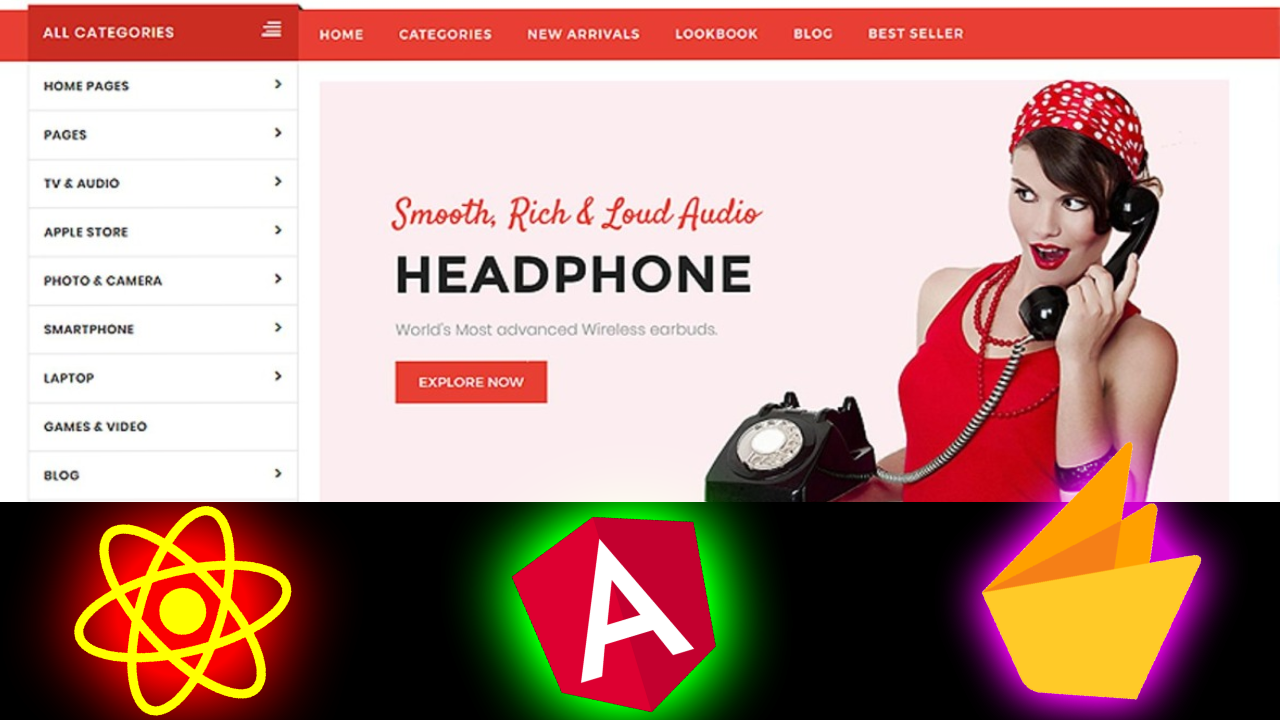 ALL CATEGORIES
HOME
CATEGORIES
NEW ARRIVALS
LOOKBOOK
BLOG
BEST SELLER
HOME PAGES
PAGES
TV & AUDIO
APPLE STORE
PHOTO & CAMERA
SMARTPHONE
LAPTOP
GAMES & VIDEO
BLOG
Smooth, Rich & Loud Audio
HEADPHONE
World's Most advanced Wireless earbuds.
EXPLORE NOW
A